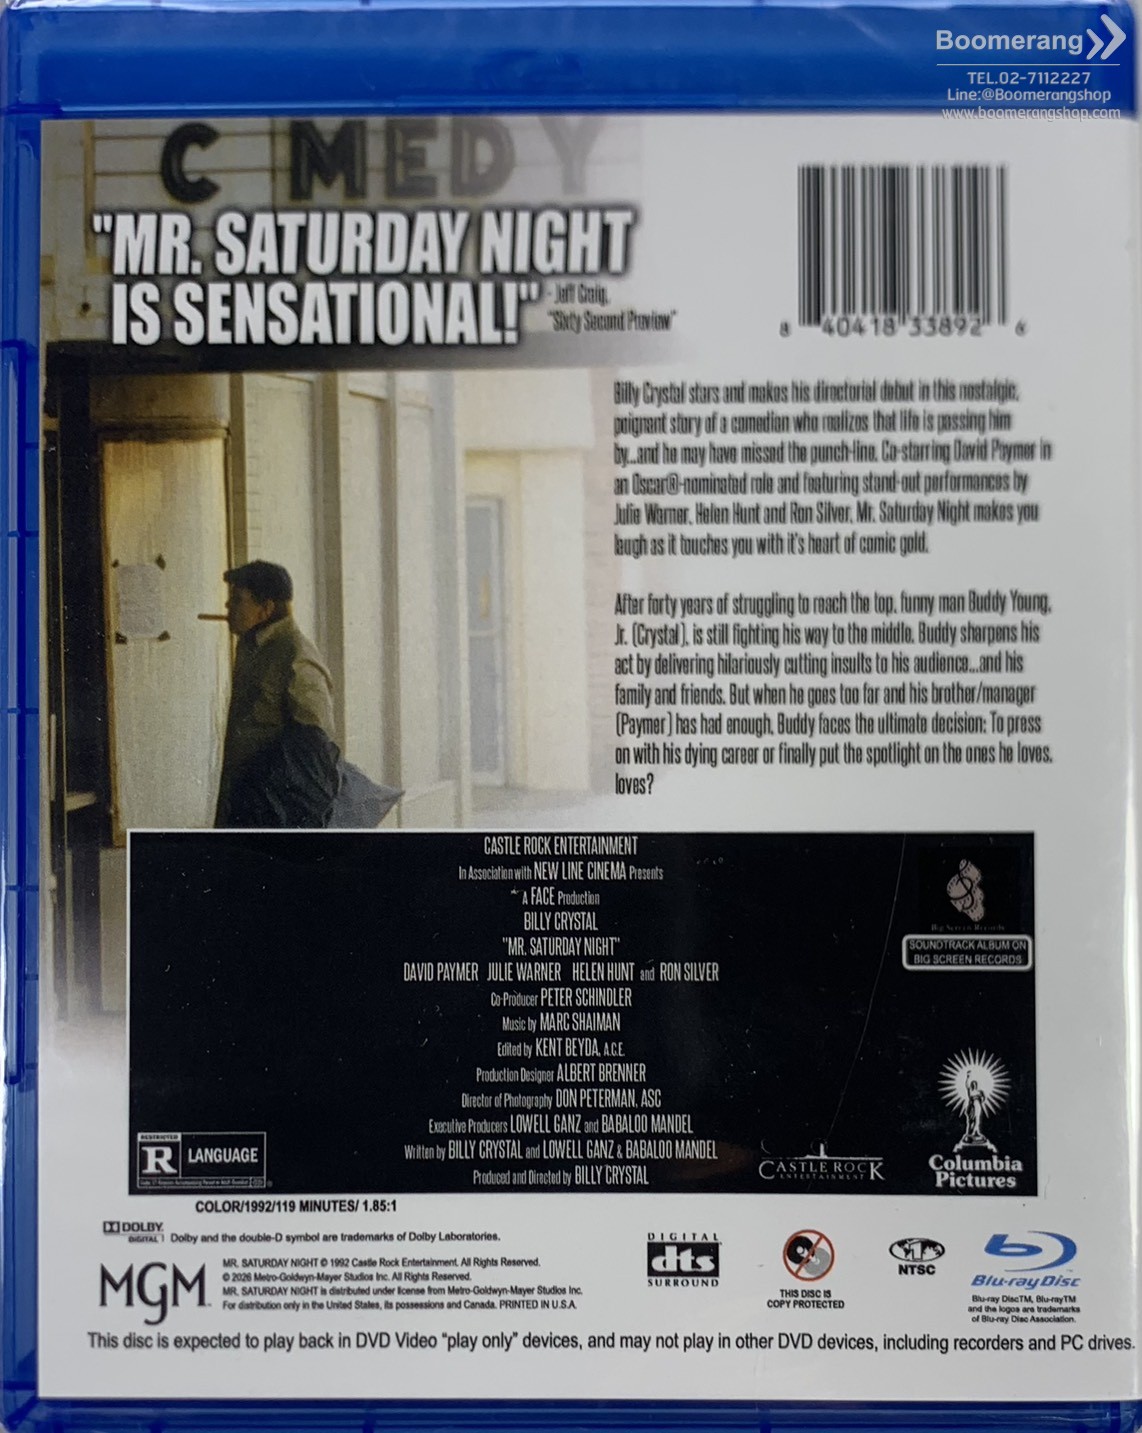 Boomerang
TEL.02-7112227
Line:@Boomerangshop
www.boomerangshop.com
C MEDY
"MR. SATURDAY NIGHT
IS SENSATIONAL!" - Jeff Craig,
"Sixty Second Preview"
8 40418 33892 6
Billy Crystal stars and makes his directorial debut in this nostalgic,
poignant story of a comedian who realizes that life is passing him
by...and he may have missed the punch-line. Co-starring David Paymer in
an Oscar®-nominated role and featuring stand-out performances by
Julie Warner, Helen Hunt and Ron Silver, Mr. Saturday Night makes you
laugh as it touches you with it's heart of comic gold.
After forty years of struggling to reach the top, funny man Buddy Young,
Jr. (Crystal), is still fighting his way to the middle. Buddy sharpens his
act by delivering hilariously cutting insults to his audience...and his
family and friends. But when he goes too far and his brother/manager
(Paymer) has had enough, Buddy faces the ultimate decision: To press
on with his dying career or finally put the spotlight on the ones he loves.
loves?
CASTLE ROCK ENTERTAINMENT
In Association with NEW LINE CINEMA Presents
A FACE Production
BILLY CRYSTAL
"MR. SATURDAY NIGHT"
DAVID PAYMER JULIE WARNER HELEN HUNT and RON SILVER
Co-Producer PETER SCHINDLER
Music by MARC SHAIMAN
Edited by KENT BEYDA, A.C.E.
Production Designer ALBERT BRENNER
Director of Photography DON PETERMAN, ASC
Executive Producers LOWELL GANZ and BABALOO MANDEL
Written by BILLY CRYSTAL and LOWELL GANZ & BABALOO MANDEL
Produced and Directed by BILLY CRYSTAL
Big Screen Records
SOUNDTRACK ALBUM ON
BIG SCREEN RECORDS
RESTRICTED
R LANGUAGE
CASTLE ROCK
ENTERTAINMENT
Columbia
Pictures
COLOR/1992/119 MINUTES/ 1.85:1
DOLBY
DIGITAL
Dolby and the double-D symbol are trademarks of Dolby Laboratories.
MGM
MR. SATURDAY NIGHT © 1992 Castle Rock Entertainment. All Rights Reserved.
© 2026 Metro-Goldwyn-Mayer Studios Inc. All Rights Reserved.
MR. SATURDAY NIGHT is distributed under license from Metro-Goldwyn-Mayer Studios Inc.
For distribution only in the United States, its possessions and Canada. PRINTED IN U.S.A.
DIGITAL
dts
SURROUND
THIS DISC IS
COPY PROTECTED
1
NTSC
Blu-ray Disc
Blu-ray DiscTM, Blu-rayTM
and the logos are trademarks
of Blu-ray Disc Association.
This disc is expected to play back in DVD Video “play only” devices, and may not play in other DVD devices, including recorders and PC drives.